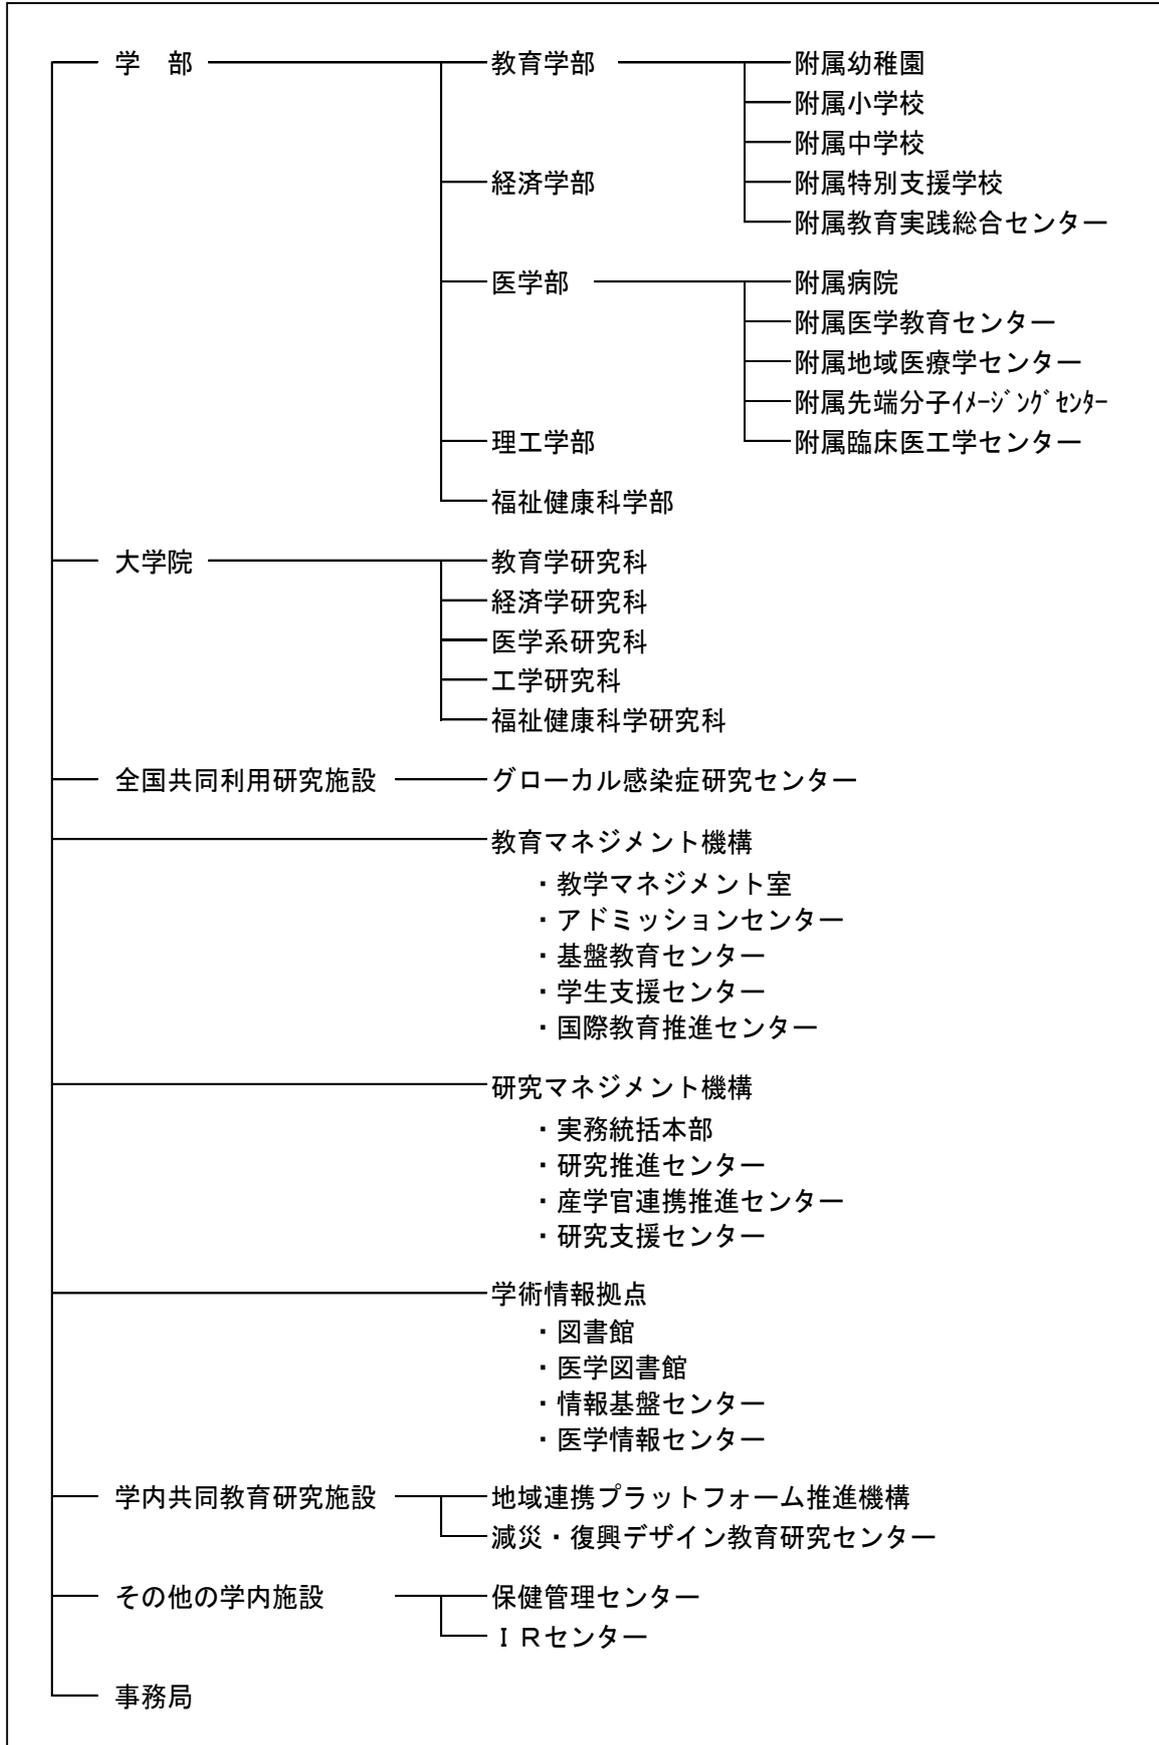 学　部　教育学部　附属幼稚園
附属小学校
附属中学校
経済学部　附属特別支援学校
附属教育実践総合センター
医学部　附属病院
附属医学教育センター
附属地域医療学センター
附属先端分子ｲﾒｰｼﾞﾝｸﾞｾﾝﾀｰ
理工学部　附属臨床医工学センター
福祉健康科学部
大学院　教育学研究科
経済学研究科
医学系研究科
工学研究科
福祉健康科学研究科
全国共同利用研究施設　グローカル感染症研究センター
教育マネジメント機構
・教学マネジメント室
・アドミッションセンター
・基盤教育センター
・学生支援センター
・国際教育推進センター
研究マネジメント機構
・実務統括本部
・研究推進センター
・産学官連携推進センター
・研究支援センター
学術情報拠点
・図書館
・医学図書館
・情報基盤センター
・医学情報センター
学内共同教育研究施設　地域連携プラットフォーム推進機構
減災・復興デザイン教育研究センター
その他の学内施設　保健管理センター
ＩＲセンター
事務局